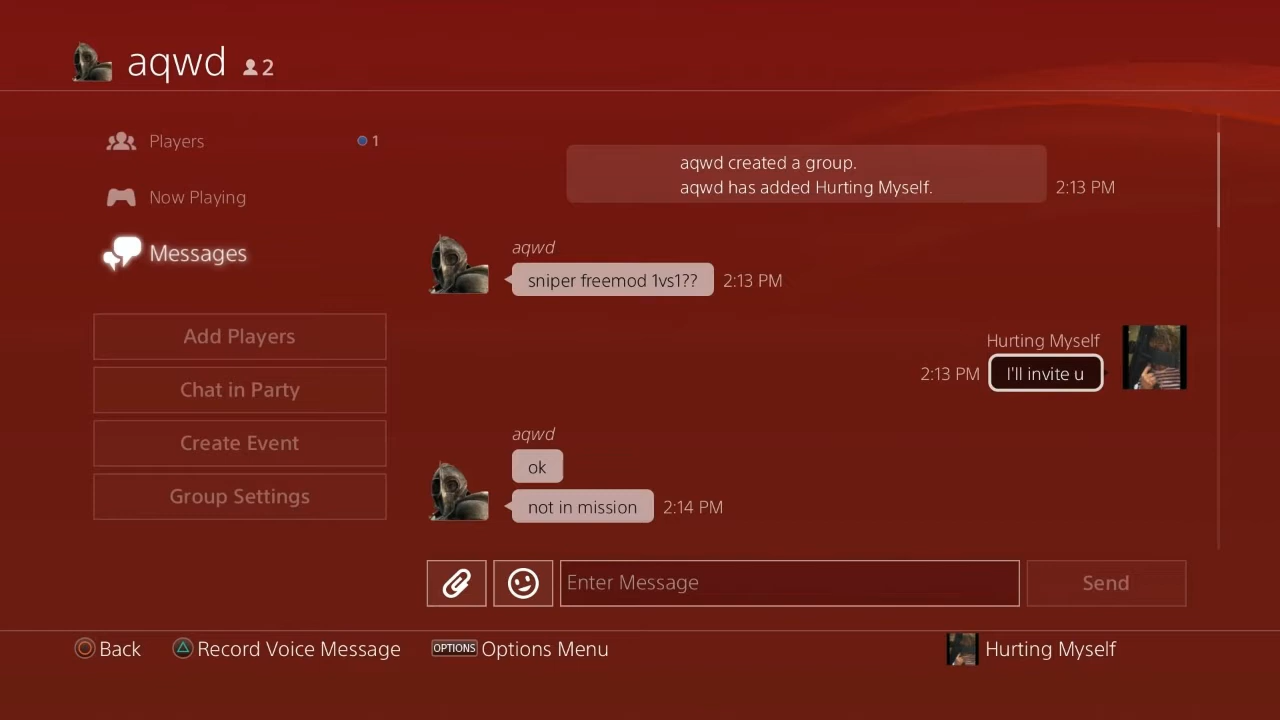 aqwd 2
Players 1
Now Playing
Messages
Add Players
Chat in Party
Create Event
Group Settings
aqwd created a group.
aqwd has added Hurting Myself.
2:13 PM
aqwd
sniper freemod 1vs1?? 2:13 PM
Hurting Myself
2:13 PM I'll invite u
aqwd
ok
not in mission 2:14 PM
Enter Message
Send
Back
Record Voice Message
OPTIONS Options Menu
Hurting Myself